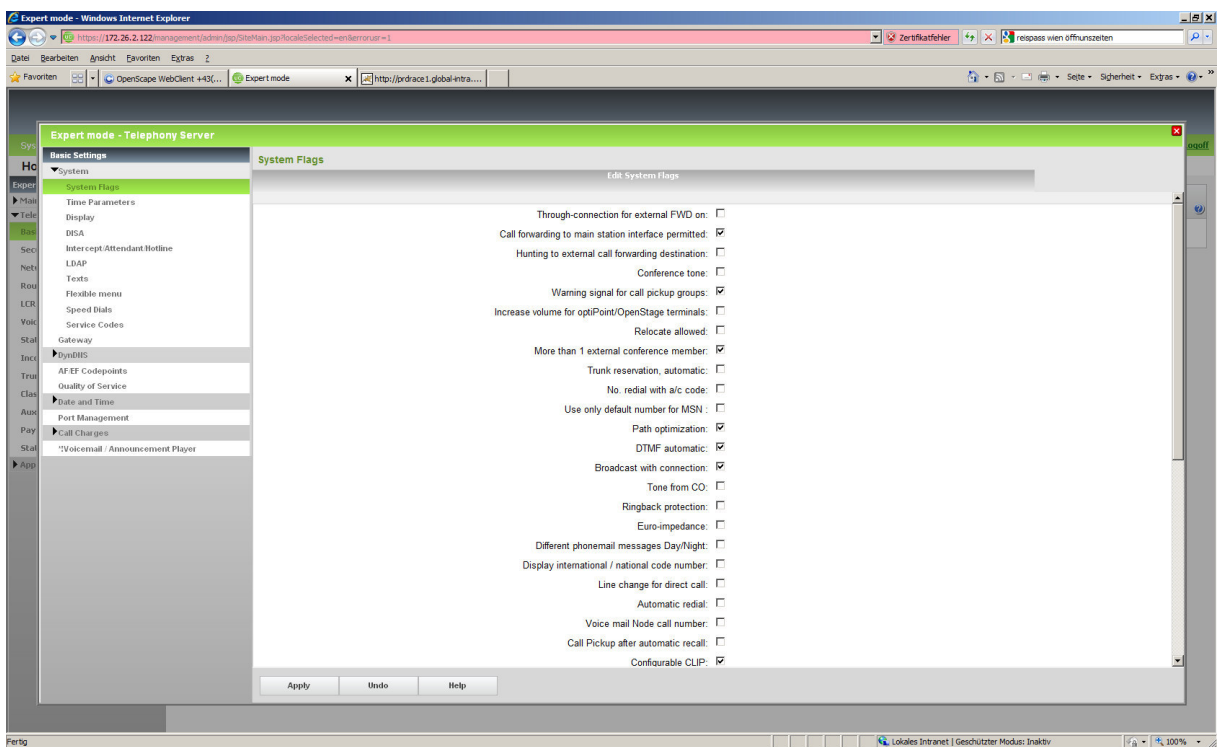 Expert mode - Windows Internet Explorer
https://172.26.2.122/management/admin/jsp/SiteMain.jsp?localeSelected=en&errorusr=1
Zertifikatfehler
reispass wien öffnunszeiten
Datei Bearbeiten Ansicht Favoriten Extras ?
Favoriten
OpenScape WebClient +43(...
Expert mode
http://prdrace1.global-intra....
Seite
Sicherheit
Extras
Expert mode - Telephony Server
Basic Settings
System
System Flags
Time Parameters
Display
DISA
Intercept/Attendant/Hotline
LDAP
Texts
Flexible menu
Speed Dials
Service Codes
Gateway
DynDNS
AF/EF Codepoints
Quality of Service
Date and Time
Port Management
Call Charges
"!Voicemail / Announcement Player
System Flags
Edit System Flags
Through-connection for external FWD on:
Call forwarding to main station interface permitted:
Hunting to external call forwarding destination:
Conference tone:
Warning signal for call pickup groups:
Increase volume for optiPoint/OpenStage terminals:
Relocate allowed:
More than 1 external conference member:
Trunk reservation, automatic:
No. redial with a/c code:
Use only default number for MSN :
Path optimization:
DTMF automatic:
Broadcast with connection:
Tone from CO:
Ringback protection:
Euro-impedance:
Different phonemail messages Day/Night:
Display international / national code number:
Line change for direct call:
Automatic redial:
Voice mail Node call number:
Call Pickup after automatic recall:
Configurable CLIP:
Apply Undo Help
Fertig
Lokales Intranet | Geschützter Modus: Inaktiv
100%